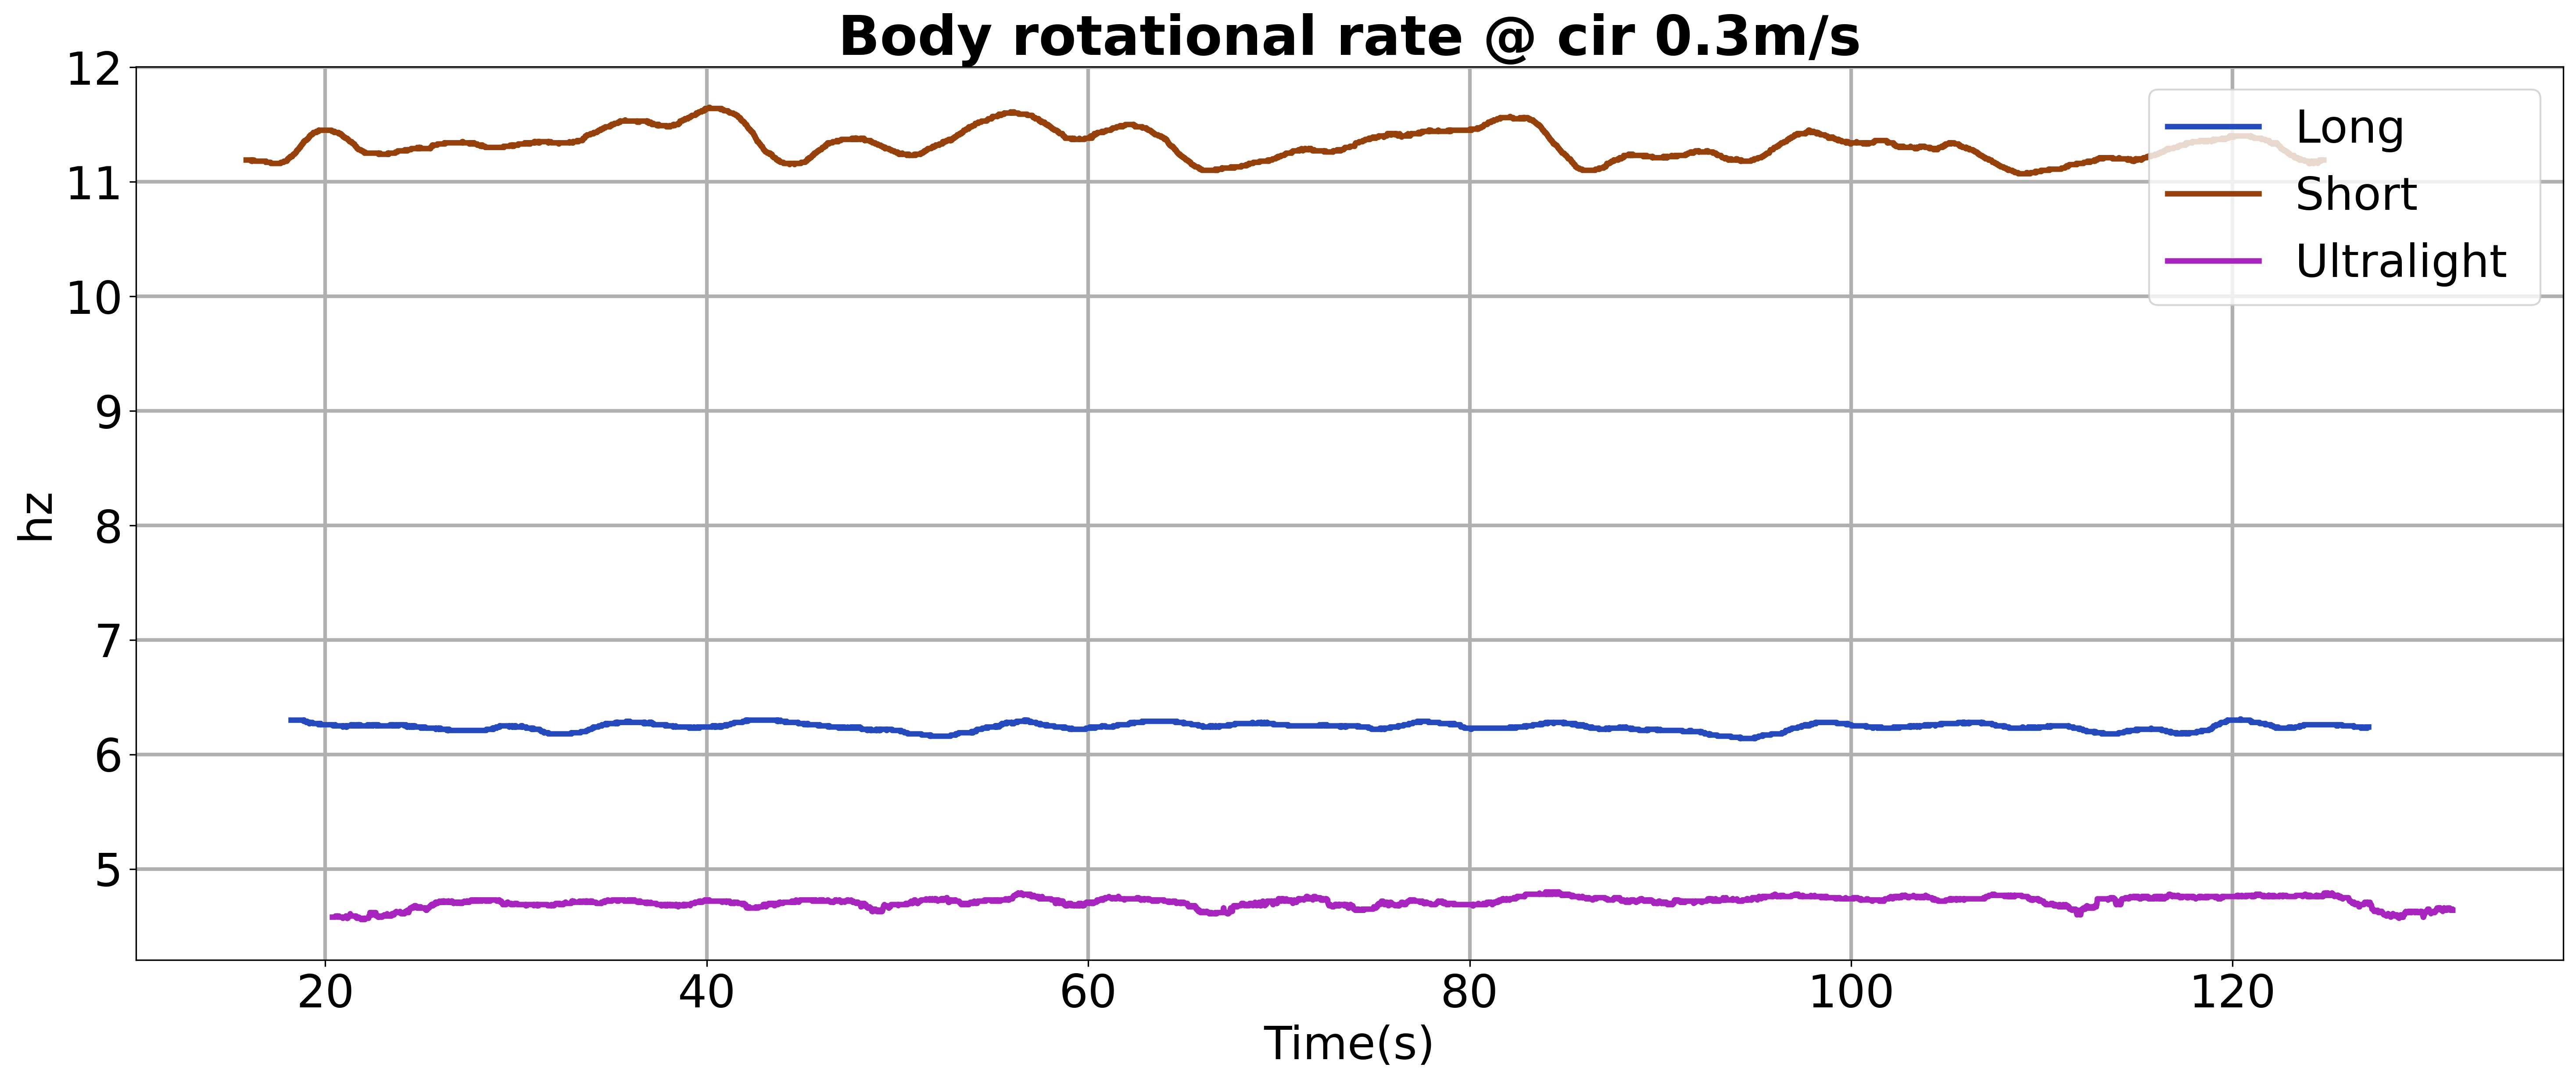 Body rotational rate @ cir 0.3m/s
12
11
10
9
8
7
6
5
hz
Long
Short
Ultralight
20 40 60 80 100 120
Time(s)